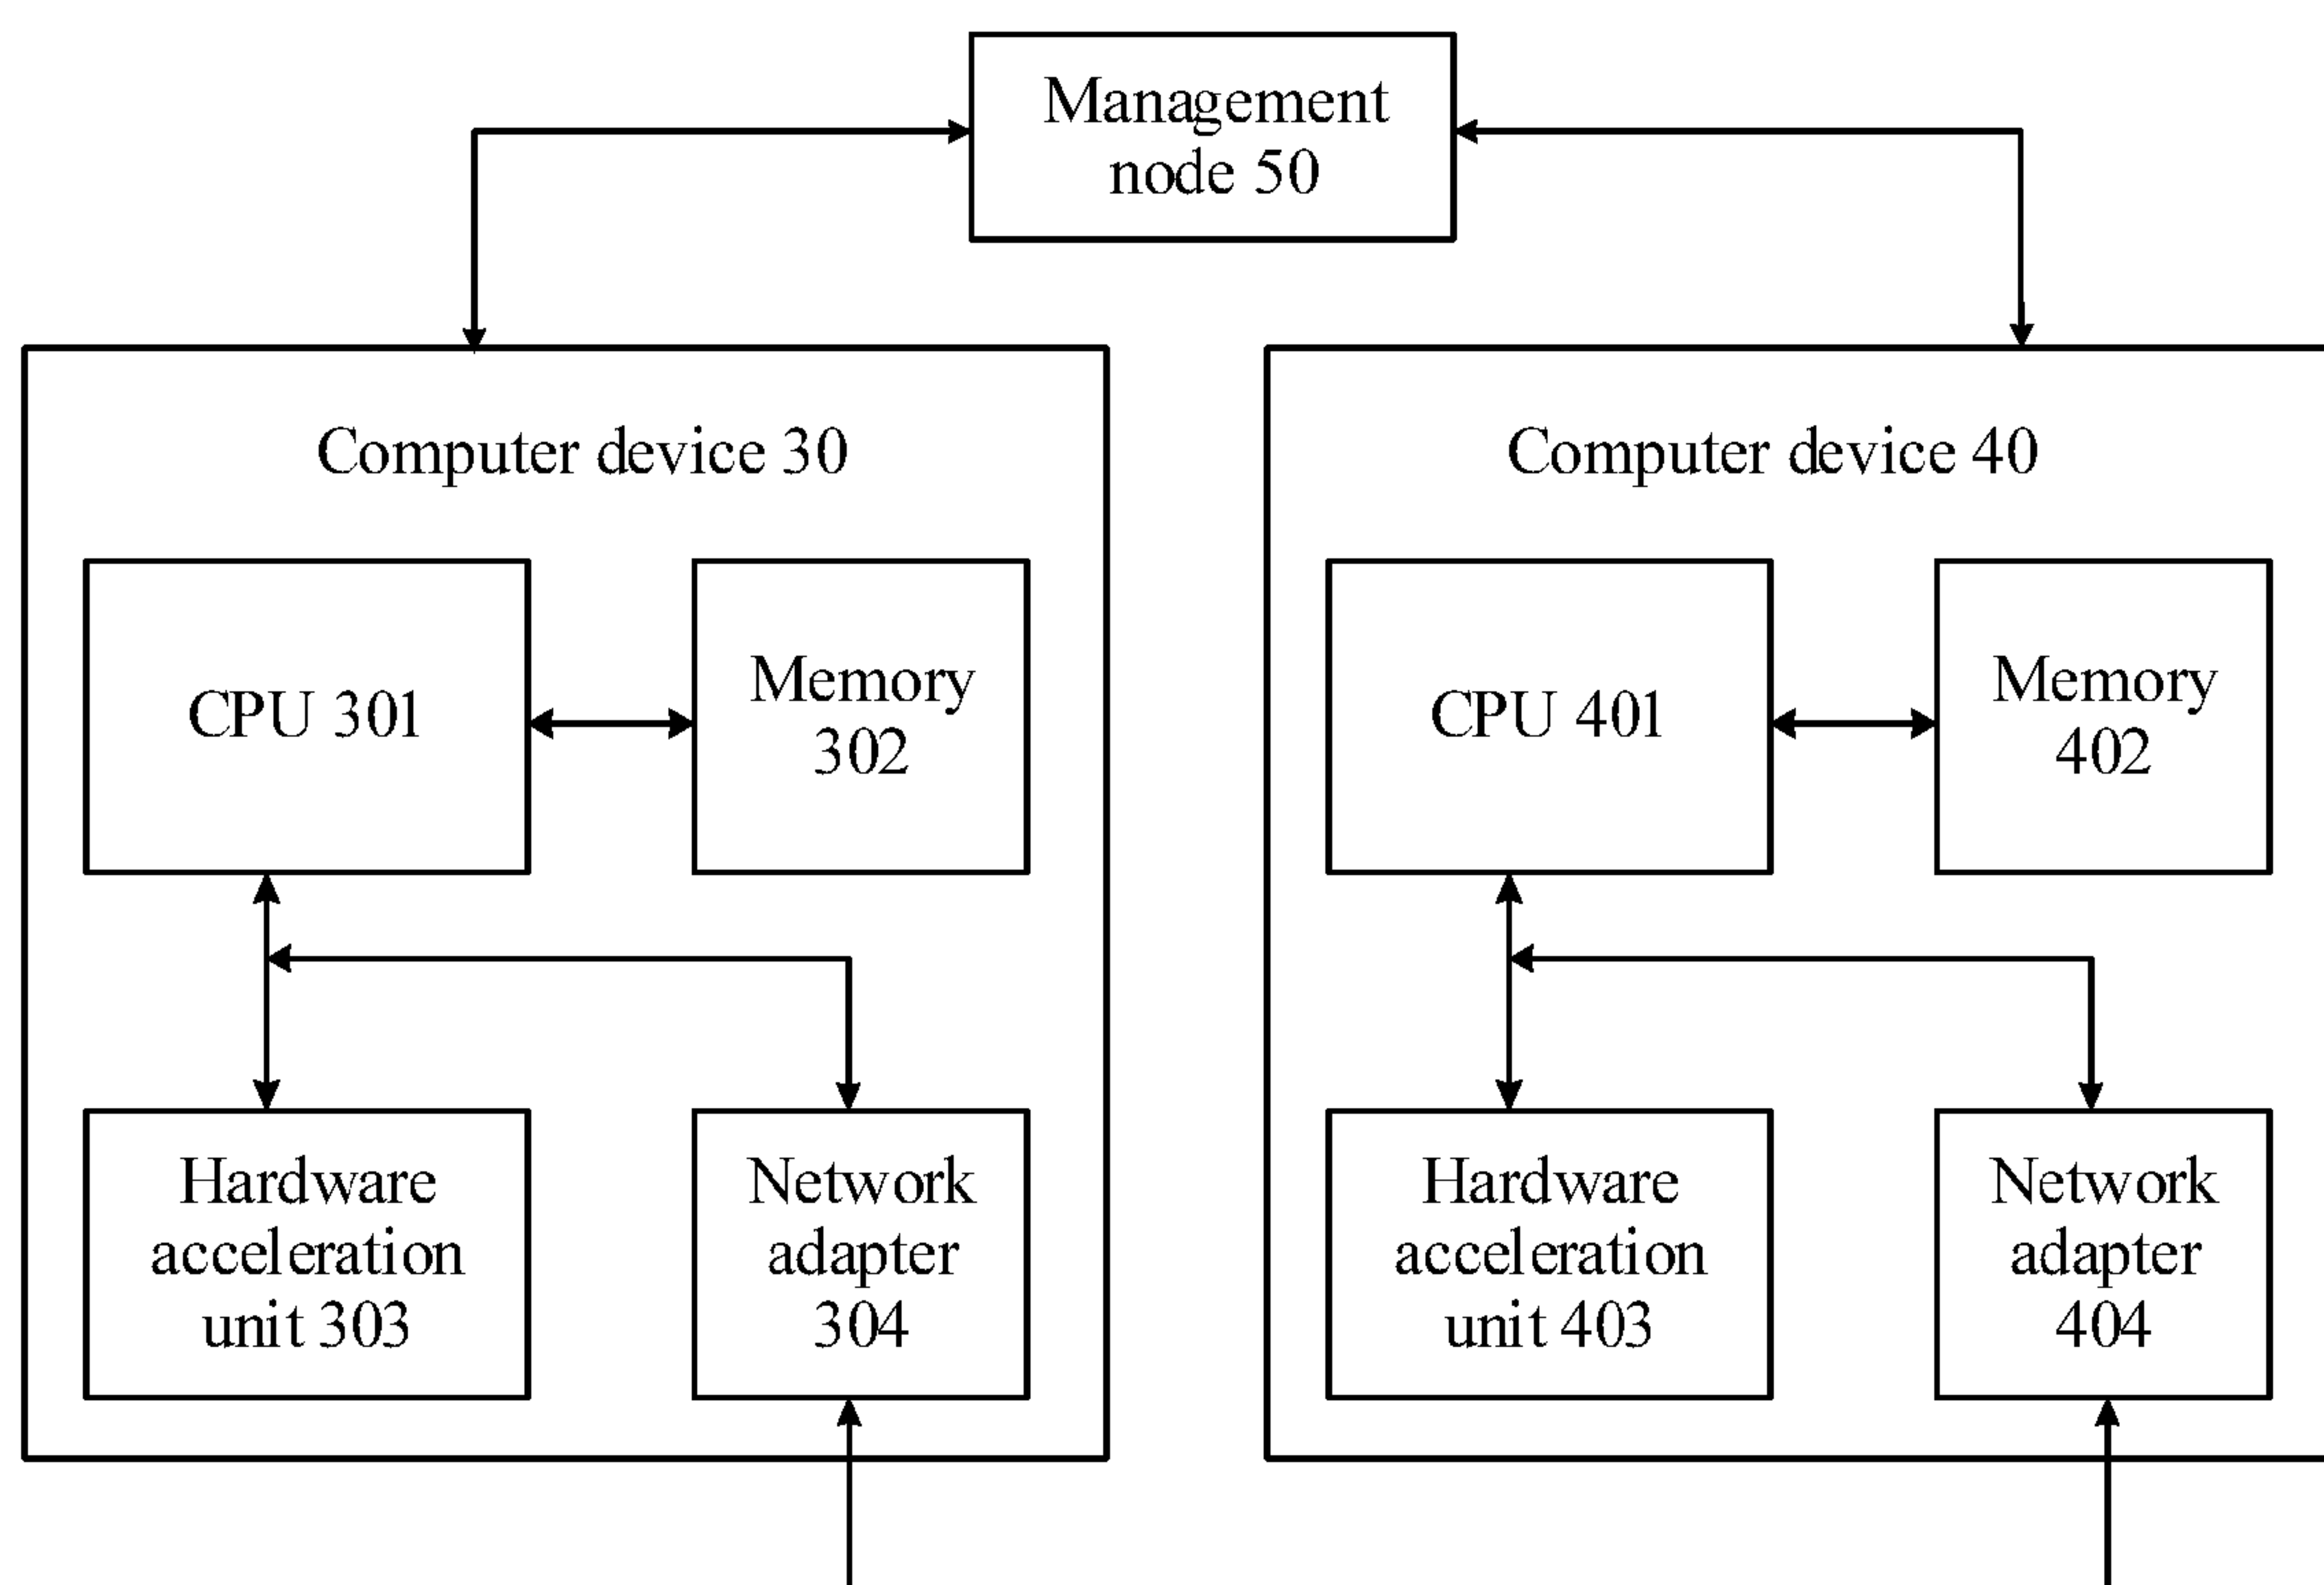 Management
node 50
Computer device 30
CPU 301
Memory
302
Hardware
acceleration
unit 303
Network
adapter
304
Computer device 40
CPU 401
Memory
402
Hardware
acceleration
unit 403
Network
adapter
404